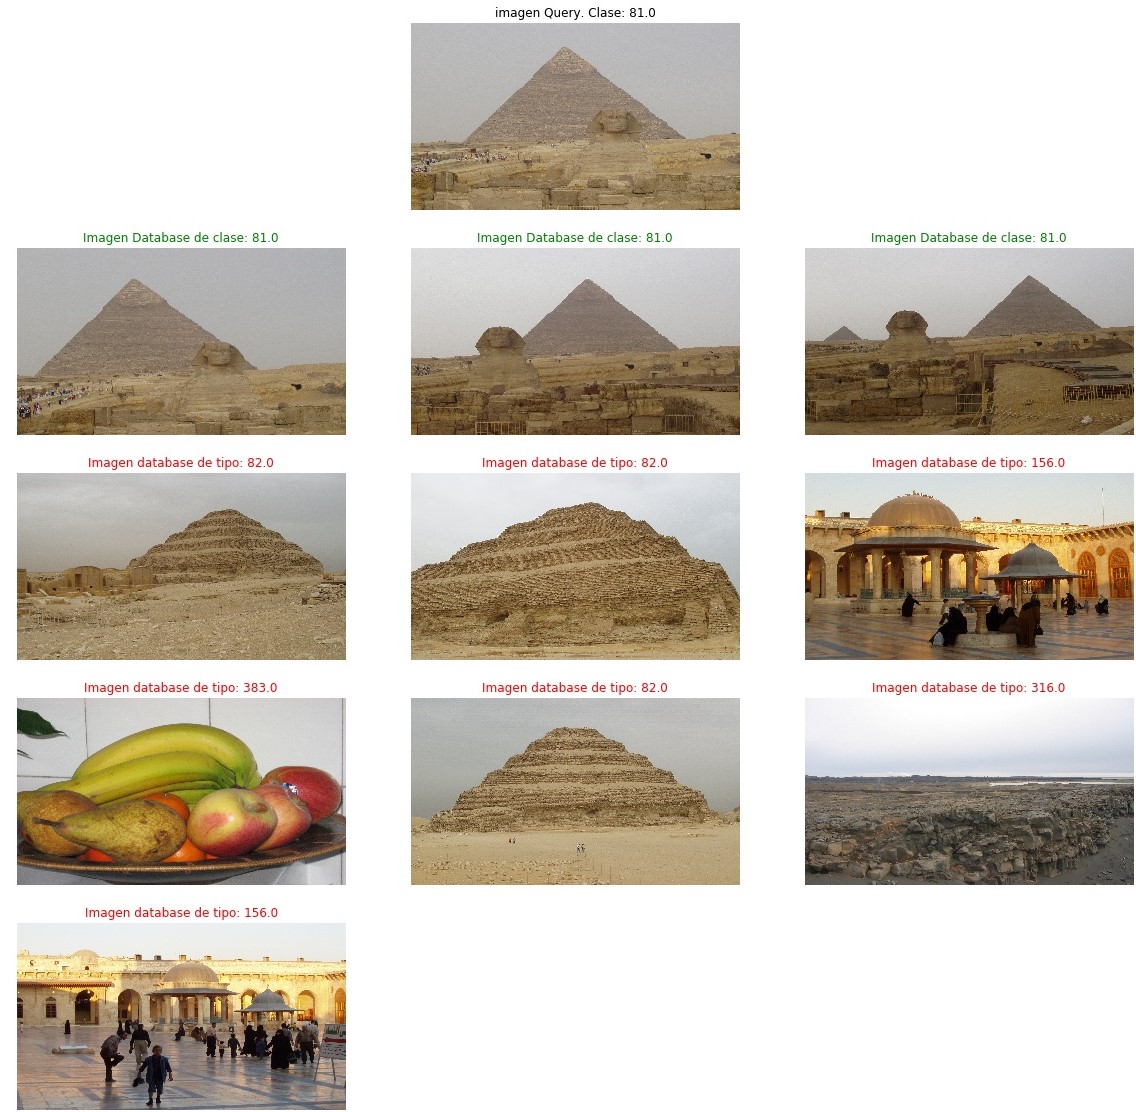 imagen Query. Clase: 81.0
Imagen Database de clase: 81.0
Imagen Database de clase: 81.0
Imagen Database de clase: 81.0
Imagen database de tipo: 82.0
Imagen database de tipo: 82.0
Imagen database de tipo: 156.0
Imagen database de tipo: 383.0
Imagen database de tipo: 82.0
Imagen database de tipo: 316.0
Imagen database de tipo: 156.0